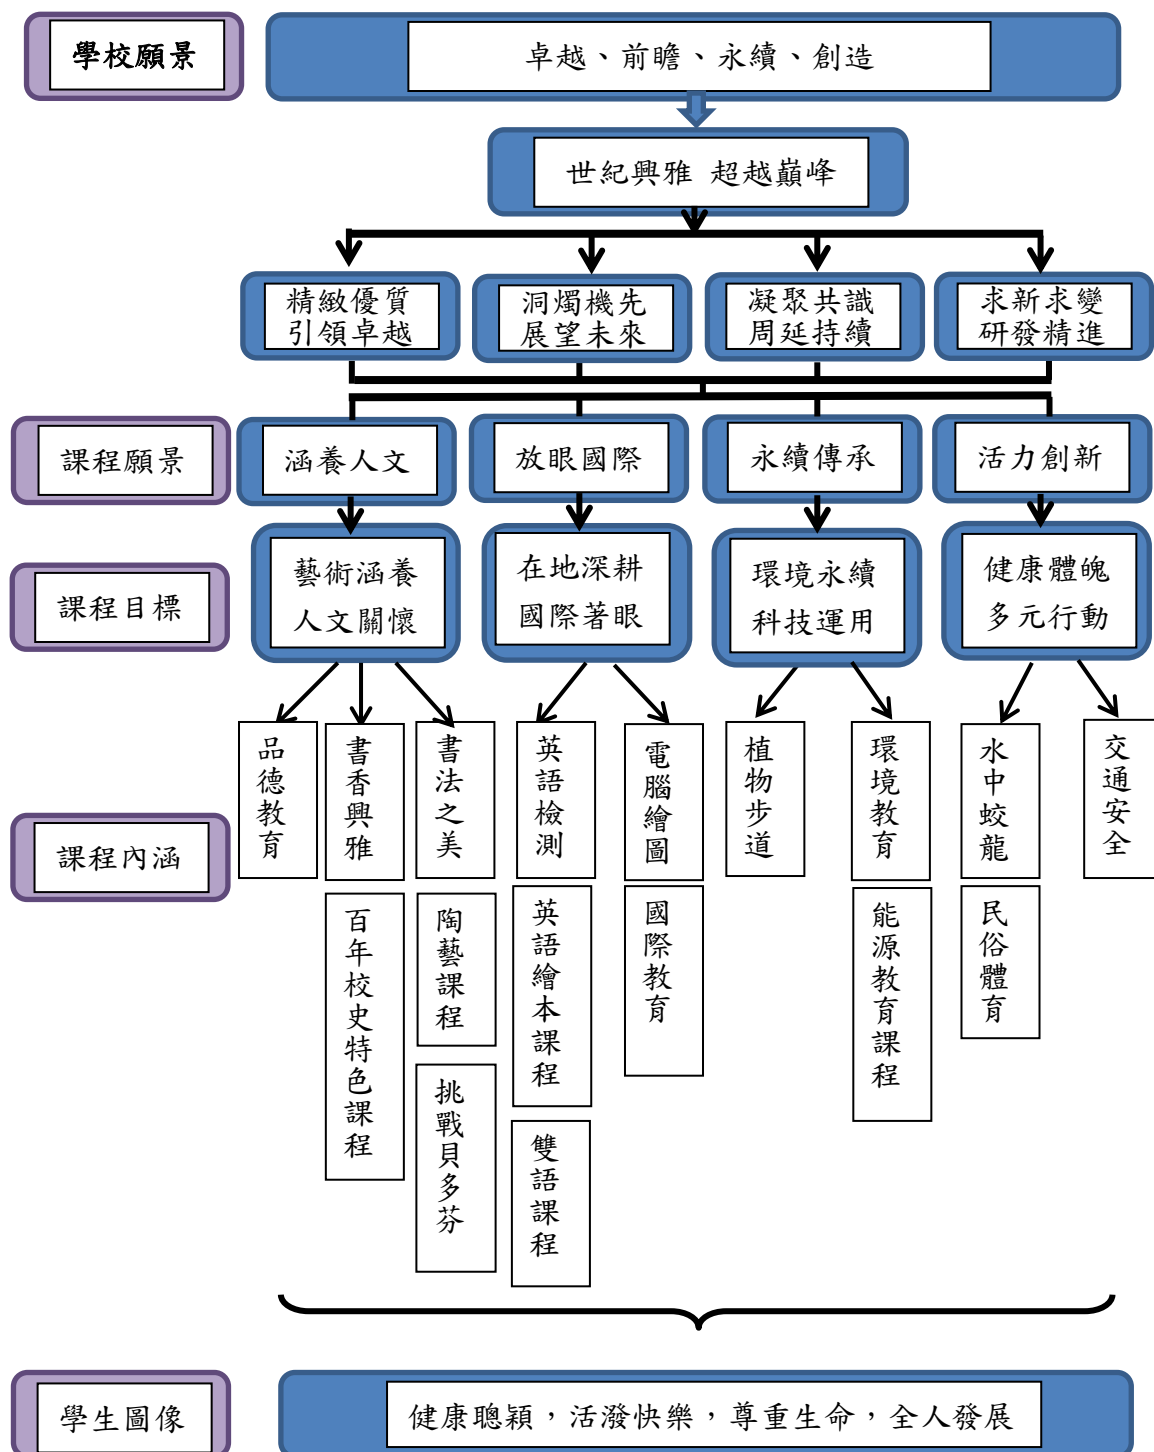 學校願景
卓越、前瞻、永續、創造
世紀興雅 超越巔峰
精緻優質
引領卓越
洞燭機先
展望未來
凝聚共識
周延持續
求新求變
研發精進
課程願景
涵養人文
放眼國際
永續傳承
活力創新
課程目標
藝術涵養
人文關懷
在地深耕
國際著眼
環境永續
科技運用
健康體魄
多元行動
課程內涵
品德教育
書香興雅
書法之美
英語檢測
電腦繪圖
植物步道
環境教育
水中蛟龍
交通安全
百年校史特色課程
陶藝課程
英語繪本課程
國際教育
能源教育課程
民俗體育
挑戰貝多芬
雙語課程
學生圖像
健康聰穎，活潑快樂，尊重生命，全人發展